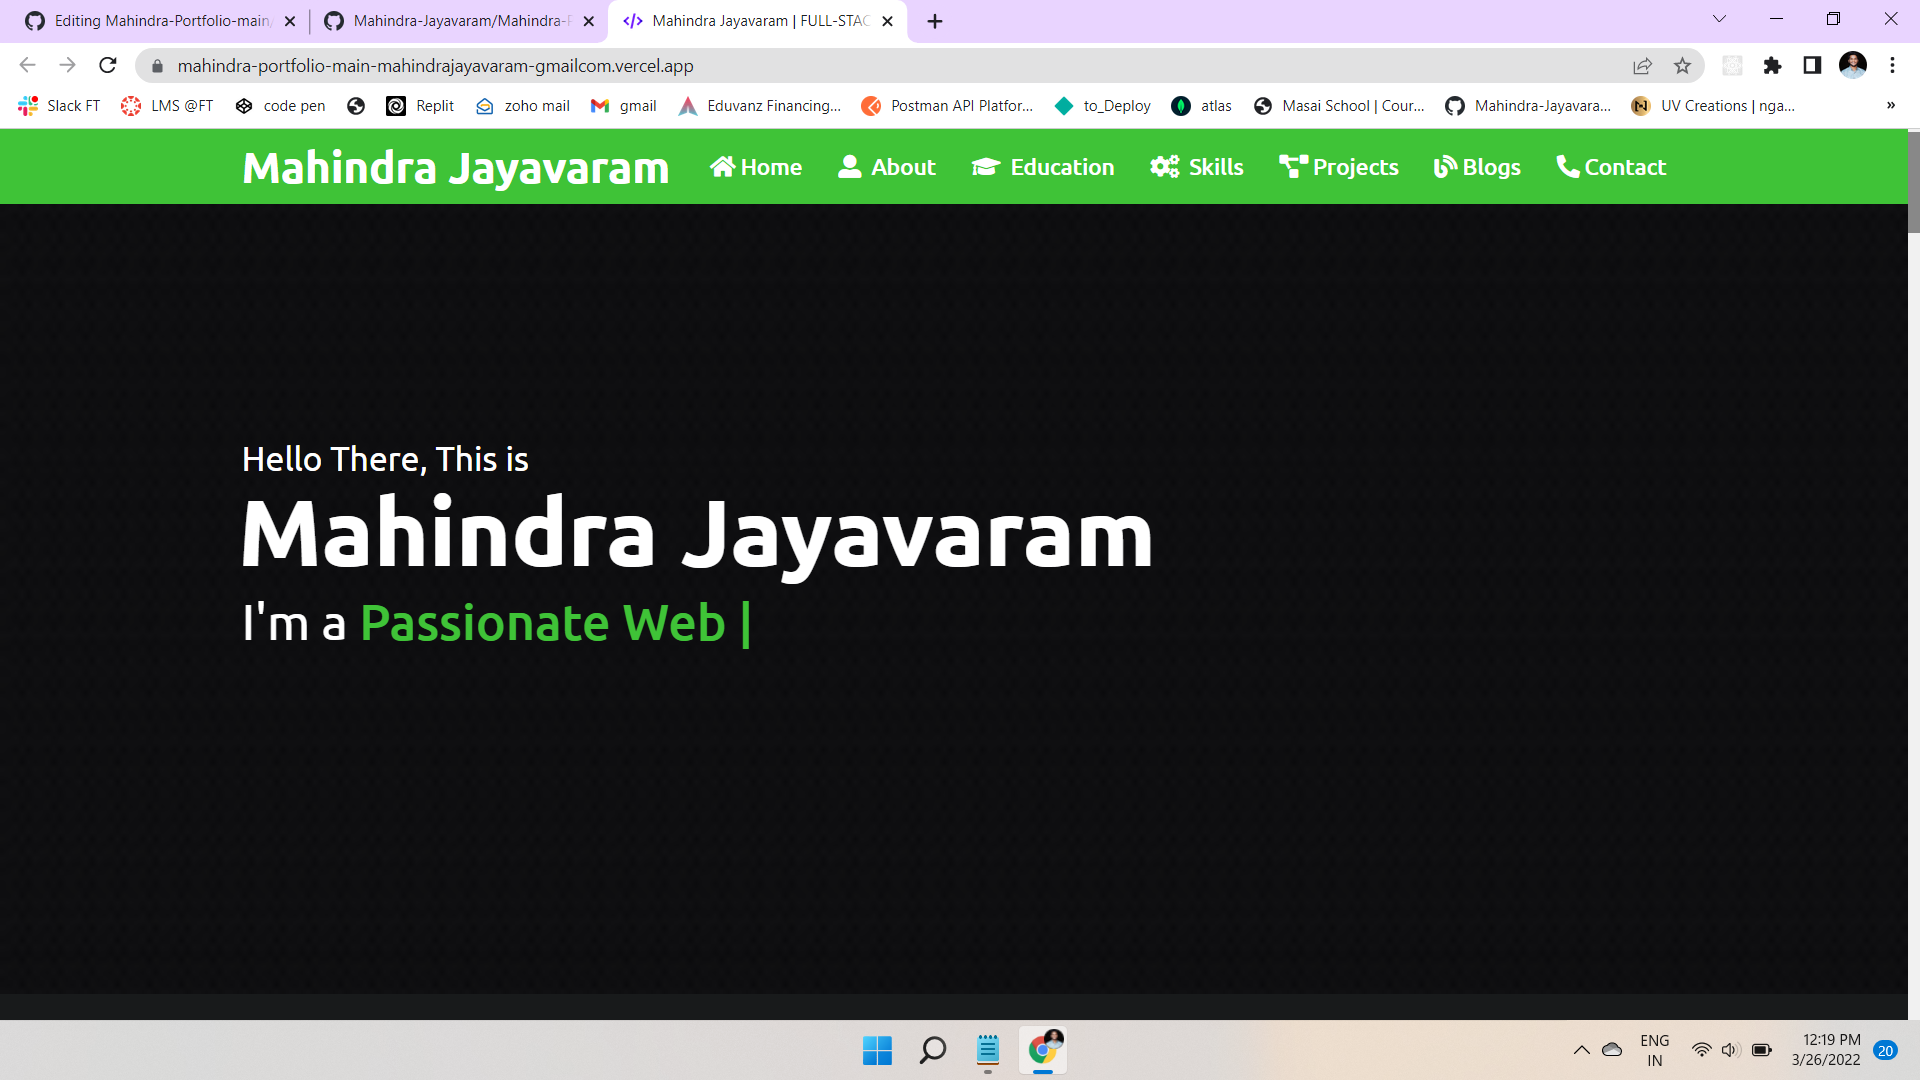 Editing Mahindra-Portfolio-main/
Mahindra-Jayavaram/Mahindra-P
Mahindra Jayavaram | FULL-STAC
mahindra-portfolio-main-mahindrajayavaram-gmailcom.vercel.app
Slack FT LMS @FT code pen Replit zoho mail gmail Eduvanz Financing... Postman API Platfor... to_Deploy atlas Masai School | Cour... Mahindra-Jayavara... UV Creations | nga... »
Mahindra Jayavaram Home About Education Skills Projects Blogs Contact
Hello There, This is
Mahindra Jayavaram
I'm a Passionate Web |
ENG
IN
12:19 PM
3/26/2022
20